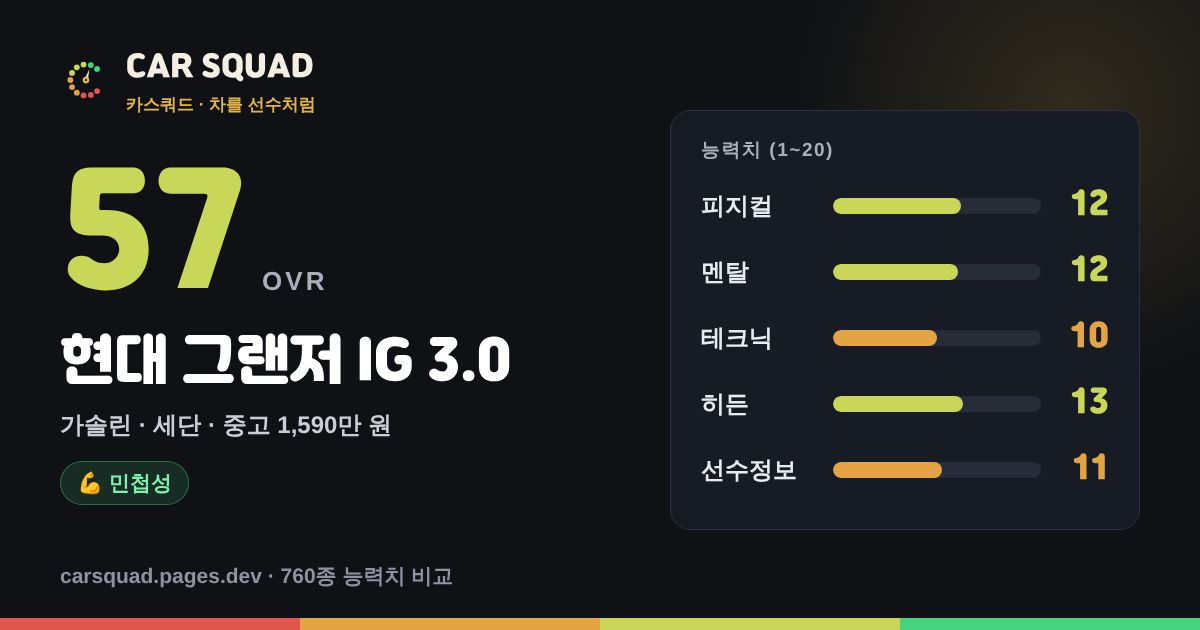 CAR SQUAD
카스쿼드 · 차를 선수처럼
57 OVR
현대 그랜저 IG 3.0
가솔린 · 세단 · 중고 1,590만 원
💪 민첩성
carsquad.pages.dev · 760종 능력치 비교
능력치 (1~20)
피지컬 12
멘탈 12
테크닉 10
히든 13
선수정보 11